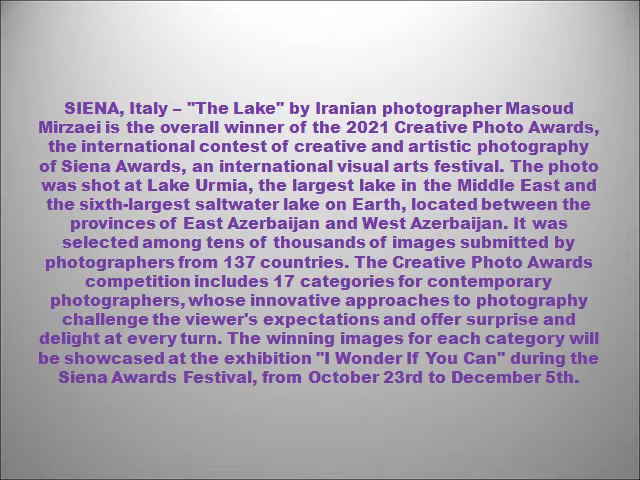 SIENA, Italy – "The Lake" by Iranian photographer Masoud
Mirzaei is the overall winner of the 2021 Creative Photo Awards,
the international contest of creative and artistic photography
of Siena Awards, an international visual arts festival. The photo
was shot at Lake Urmia, the largest lake in the Middle East and
the sixth-largest saltwater lake on Earth, located between the
provinces of East Azerbaijan and West Azerbaijan. It was
selected among tens of thousands of images submitted by
photographers from 137 countries. The Creative Photo Awards
competition includes 17 categories for contemporary
photographers, whose innovative approaches to photography
challenge the viewer's expectations and offer surprise and
delight at every turn. The winning images for each category will
be showcased at the exhibition "I Wonder If You Can" during the
Siena Awards Festival, from October 23rd to December 5th.